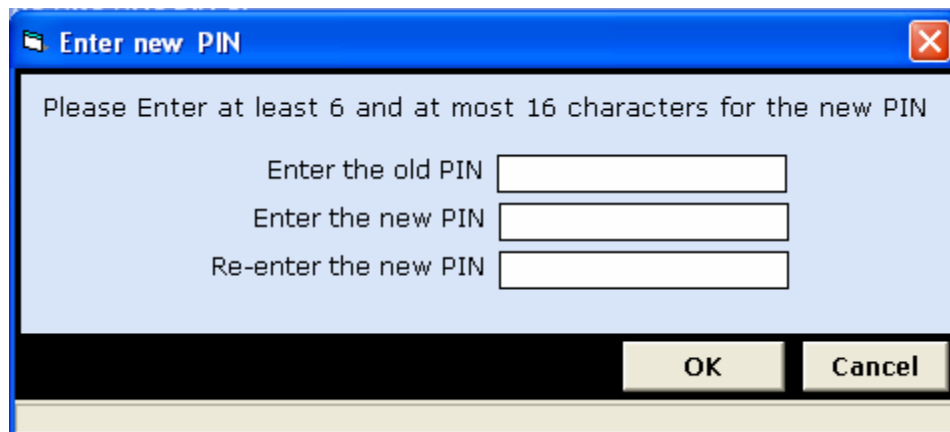 Enter new PIN
Please Enter at least 6 and at most 16 characters for the new PIN
Enter the old PIN
Enter the new PIN
Re-enter the new PIN
OK Cancel